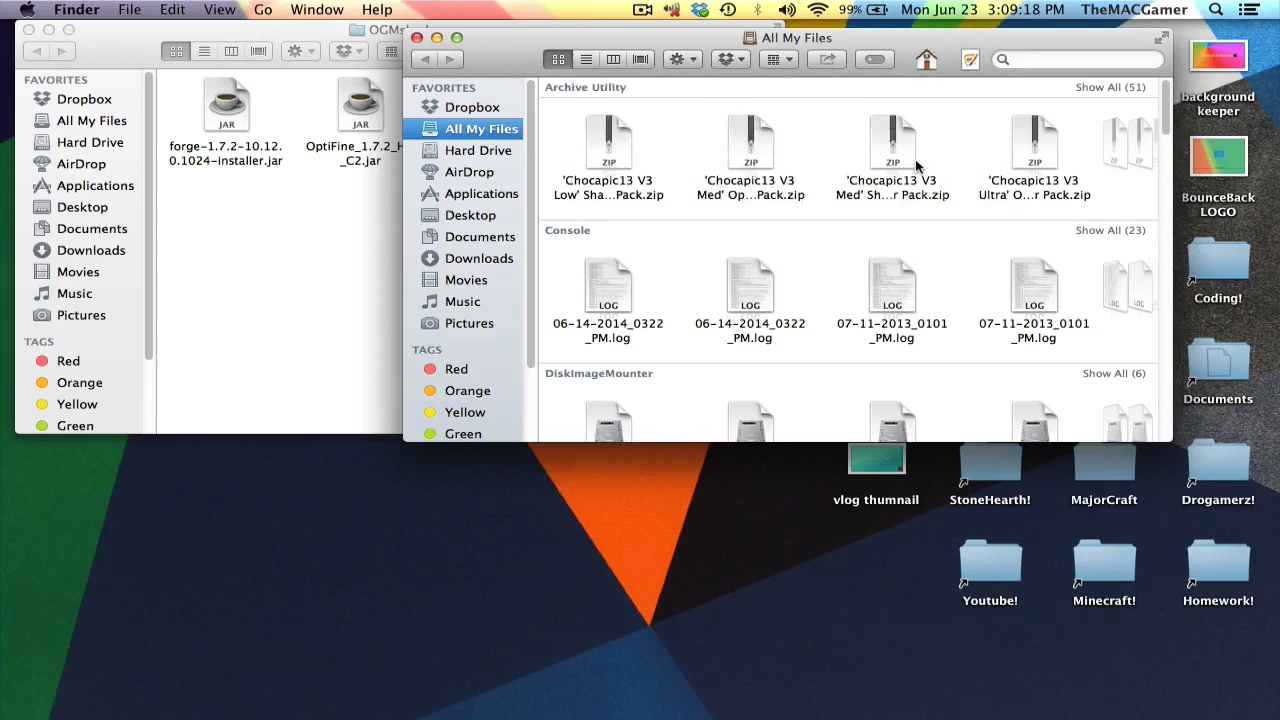 Finder File Edit View Go Window Help 99% Mon Jun 23 3:09:18 PM TheMACGamer
OGMs
FAVORITES
Dropbox
All My Files
Hard Drive
AirDrop
Applications
Desktop
Documents
Downloads
Movies
Music
Pictures
TAGS
Red
Orange
Yellow
Green
JAR
forge-1.7.2-10.12.
0.1024-installer.jar
JAR
OptiFine_1.7.2_H
_C2.jar
All My Files
FAVORITES
Dropbox
All My Files
Hard Drive
AirDrop
Applications
Desktop
Documents
Downloads
Movies
Music
Pictures
TAGS
Red
Orange
Yellow
Green
Archive Utility Show All (51)
ZIP ZIP ZIP ZIP
'Chocapic13 V3
Low' Sha...Pack.zip
'Chocapic13 V3
Med' Op...Pack.zip
'Chocapic13 V3
Med' Sh...r Pack.zip
'Chocapic13 V3
Ultra' O...r Pack.zip
Console Show All (23)
LOG LOG LOG LOG
06-14-2014_0322
_PM.log
06-14-2014_0322
_PM.log
07-11-2013_0101
_PM.log
07-11-2013_0101
_PM.log
DiskImageMounter Show All (6)
background
keeper
BounceBack
LOGO
Coding!
Documents
vlog thumnail
StoneHearth!
MajorCraft
Drogamerz!
Youtube!
Minecraft!
Homework!